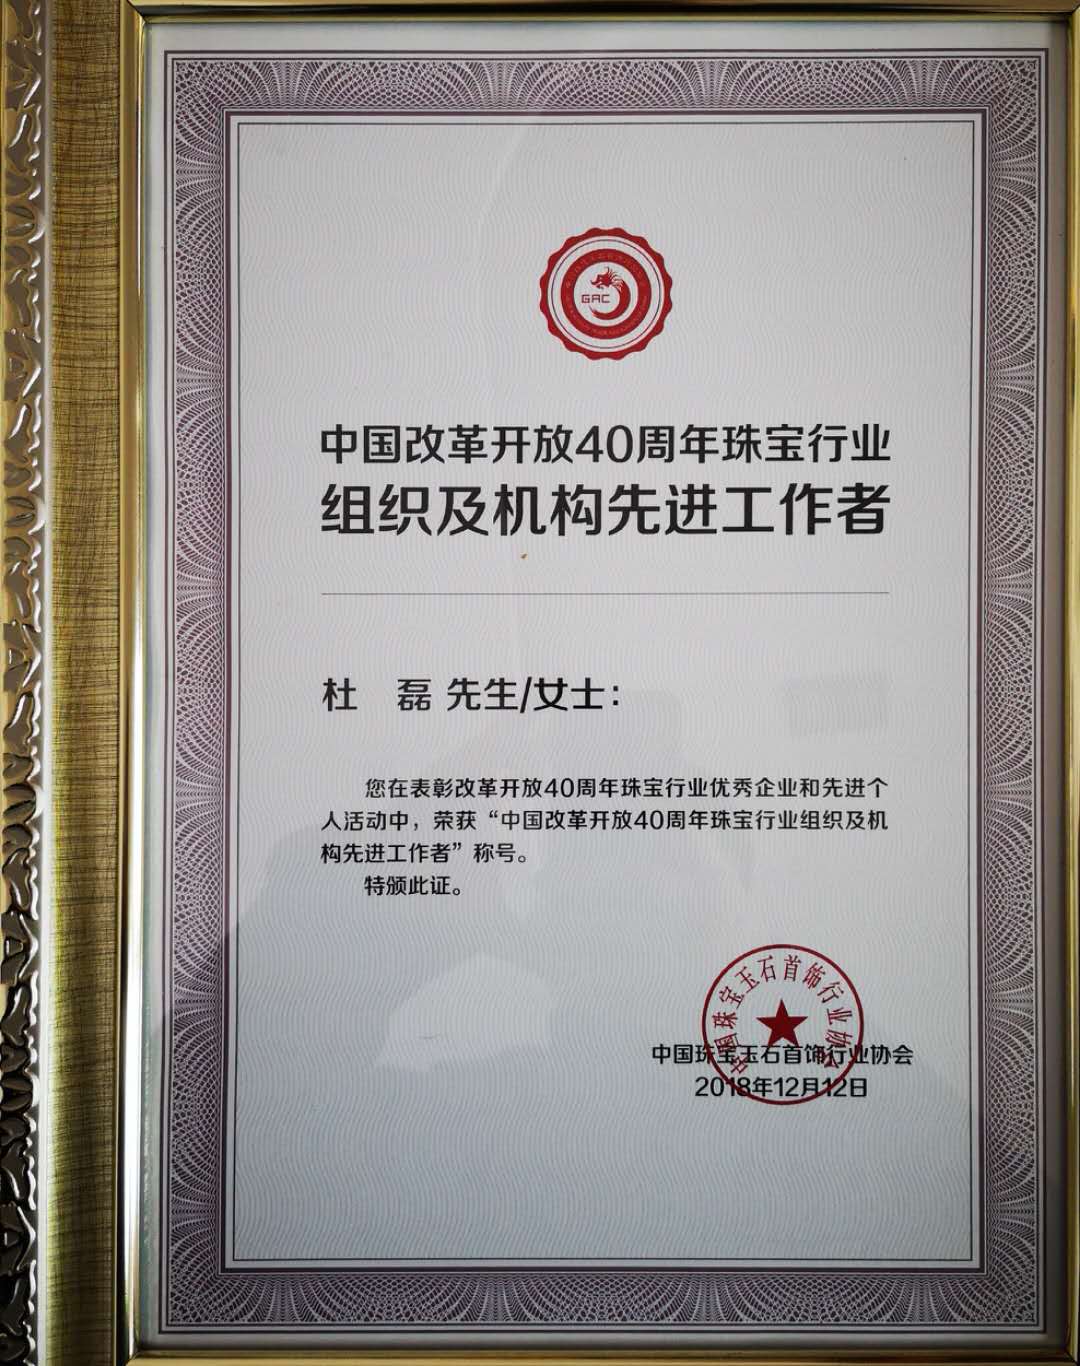 GAC
中国改革开放40周年珠宝行业
组织及机构先进工作者
杜 磊 先生/女士：
您在表彰改革开放40周年珠宝行业优秀企业和先进个
人活动中，荣获“中国改革开放40周年珠宝行业组织及机
构先进工作者”称号。
特颁此证。
中国珠宝玉石首饰行业协会
中国珠宝玉石首饰行业协会
2018年12月12日